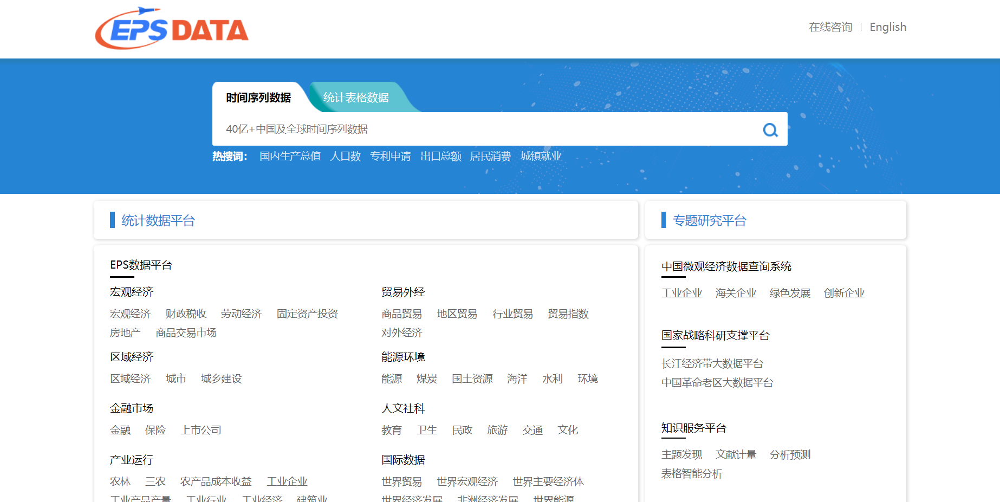 EPS DATA
在线咨询 | English
时间序列数据 统计表格数据
40亿+中国及全球时间序列数据
热搜词： 国内生产总值 人口数 专利申请 出口总额 居民消费 城镇就业
统计数据平台
EPS数据平台
宏观经济
宏观经济 财政税收 劳动经济 固定资产投资
房地产 商品交易市场
区域经济
区域经济 城市 城乡建设
金融市场
金融 保险 上市公司
产业运行
农林 三农 农产品成本收益 工业企业
工业产品产量 工业行业 工业经济 建筑业
贸易外经
商品贸易 地区贸易 行业贸易 贸易指数
对外经济
能源环境
能源 煤炭 国土资源 海洋 水利 环境
人文社科
教育 卫生 民政 旅游 交通 文化
国际数据
世界贸易 世界宏观经济 世界主要经济体
世界经济发展 非洲经济发展 世界能源
专题研究平台
中国微观经济数据查询系统
工业企业 海关企业 绿色发展 创新企业
国家战略科研支撑平台
长江经济带大数据平台
中国革命老区大数据平台
知识服务平台
主题发现 文献计量 分析预测
表格智能分析